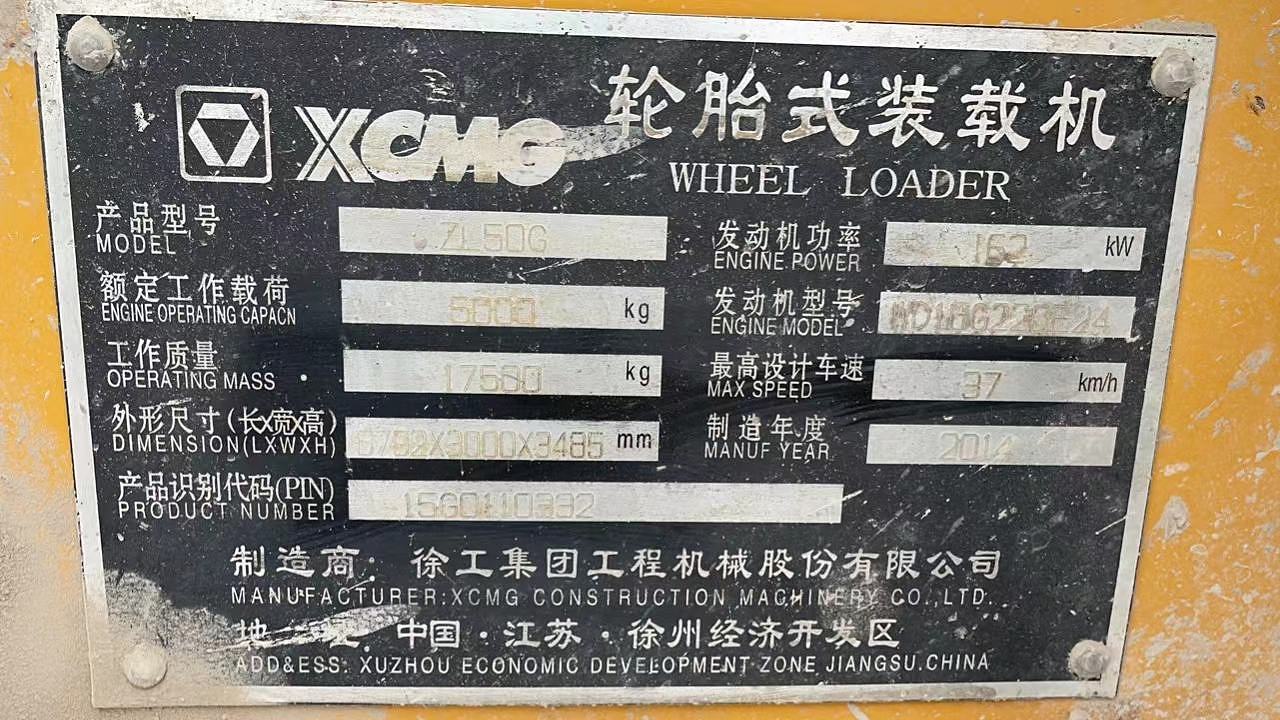 XCMG 轮胎式装载机
WHEEL LOADER
产品型号 ZL50G 发动机功率 162 kW
MODEL ENGINE POWER
额定工作载荷 5000 kg 发动机型号
ENGINE OPERATING CAPACN ENGINE MODEL
工作质量 17500 kg 最高设计车速 37 km/h
OPERATING MASS MAX SPEED
外形尺寸(长X宽X高) mm 制造年度 2014
DIMENSION(LXWXH) MANUF YEAR
产品识别代码(PIN)
PRODUCT NUMBER
制造商: 徐工集团工程机械股份有限公司
MANUFACTURER:XCMG CONSTRUCTION MACHINERY CO.,LTD.
中国·江苏·徐州经济开发区
ADD&ESS: XUZHOU ECONOMIC DEVELOPMENT ZONE JIANGSU.CHINA